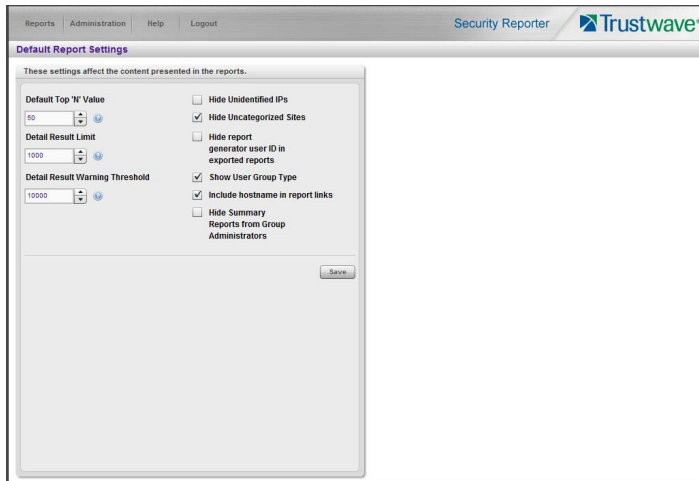 Reports Administration Help Logout
Security Reporter
Trustwave®
Default Report Settings
These settings affect the content presented in the reports.
Default Top 'N' Value
50
Detail Result Limit
1000
Detail Result Warning Threshold
10000
Hide Unidentified IPs
Hide Uncategorized Sites
Hide report
generator user ID in
exported reports
Show User Group Type
Include hostname in report links
Hide Summary
Reports from Group
Administrators
Save